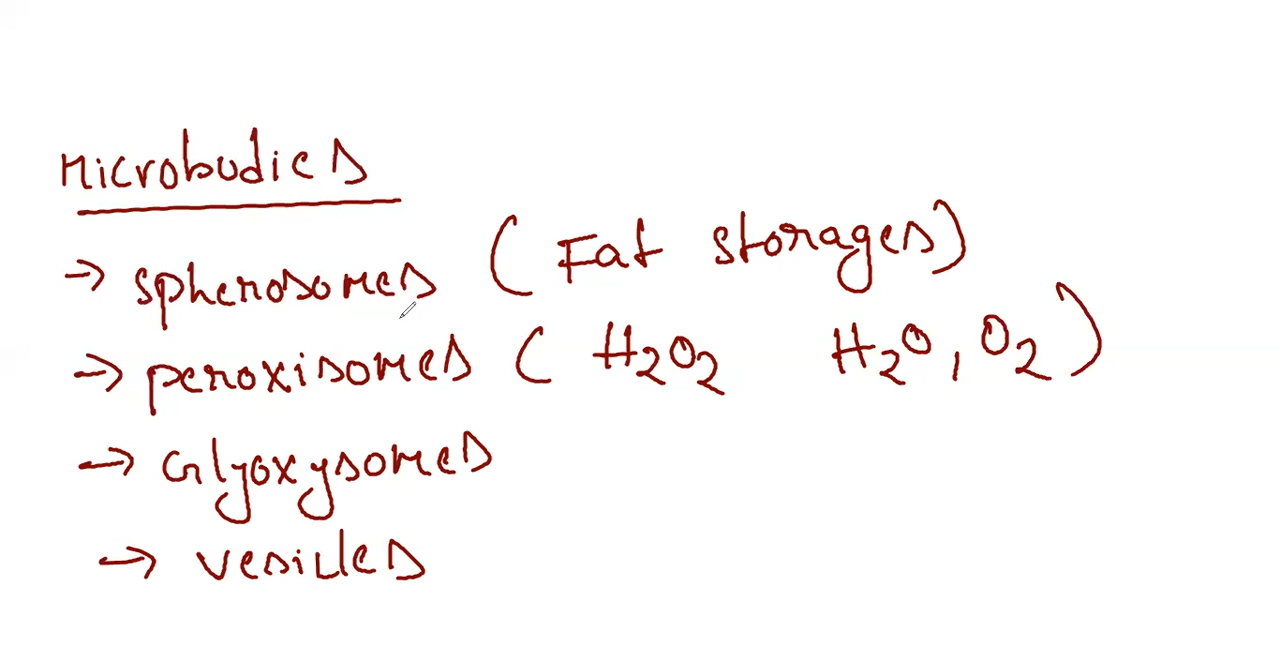 Microbodies
→ spherosomes (Fat storages)
→ peroxisomes (H2O2 H2O, O2)
→ Glyoxysomes
→ vesicles